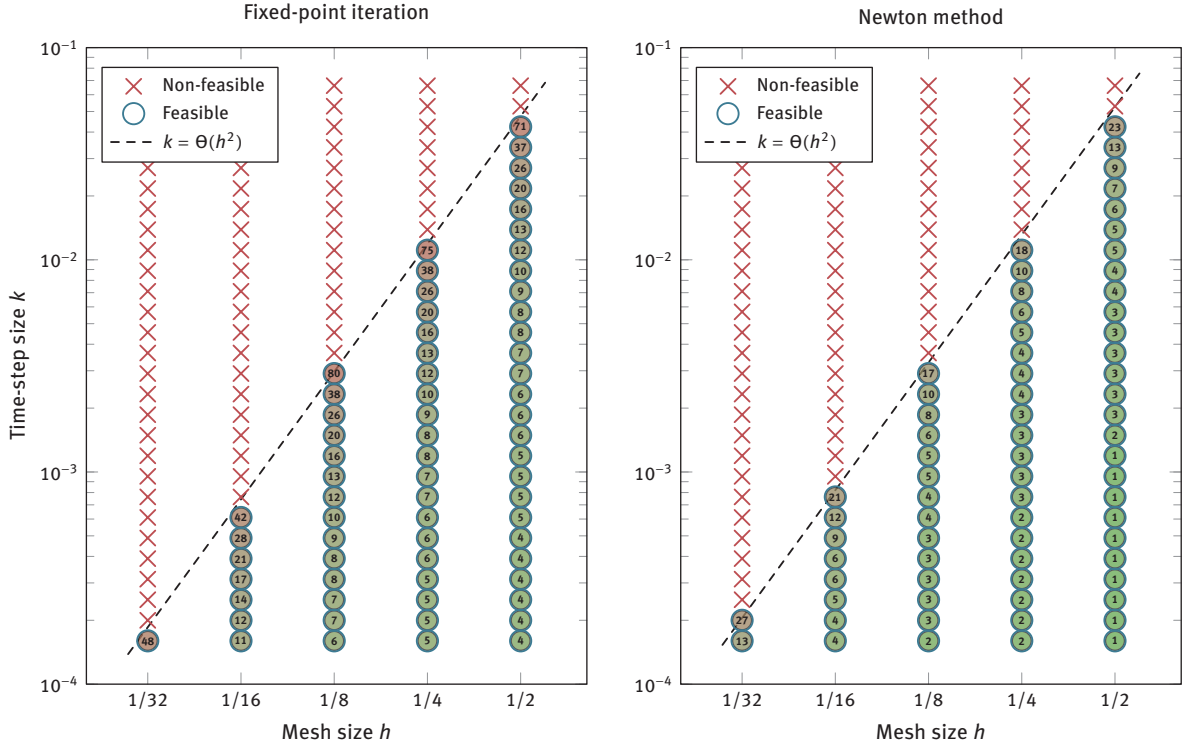 Fixed-point iteration
Time-step size k
10⁻¹
10⁻²
10⁻³
10⁻⁴
Non-feasible
Feasible
k = Θ(h²)
71
37
26
20
16
13
75 12
38 10
26 9
20 8
16 8
13 7
80 12 7
38 10 6
26 9 6
20 8 6
16 8 5
13 7 5
12 7 5
42 10 6 5
28 9 6 4
21 8 6 4
17 8 5 4
14 7 5 4
12 7 5 4
48 11 6 5 4
1/32 1/16 1/8 1/4 1/2
Mesh size h
Newton method
10⁻¹
10⁻²
10⁻³
10⁻⁴
Non-feasible
Feasible
k = Θ(h²)
23
13
9
7
6
5
18 5
10 4
8 4
6 3
5 3
4 3
17 4 3
10 4 3
8 3 3
6 3 2
5 3 1
5 3 1
21 4 3 1
12 4 2 1
9 3 2 1
6 3 2 1
6 3 2 1
5 3 2 1
27 4 3 2 1
13 4 2 2 1
1/32 1/16 1/8 1/4 1/2
Mesh size h